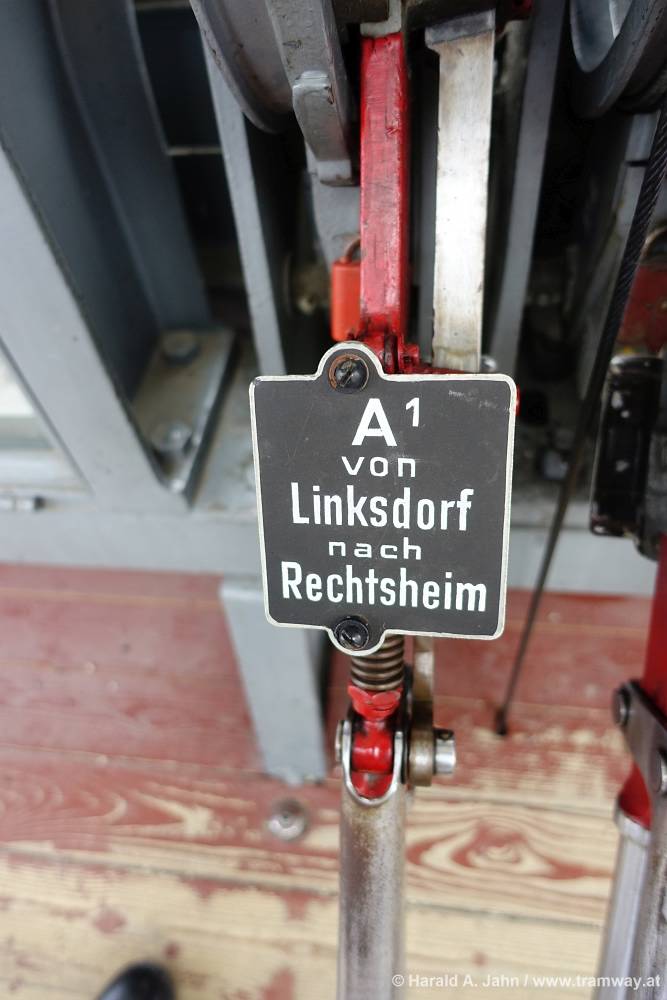 A¹
von
Linksdorf
nach
Rechtsheim
© Harald A. Jahn / www.tramway.at